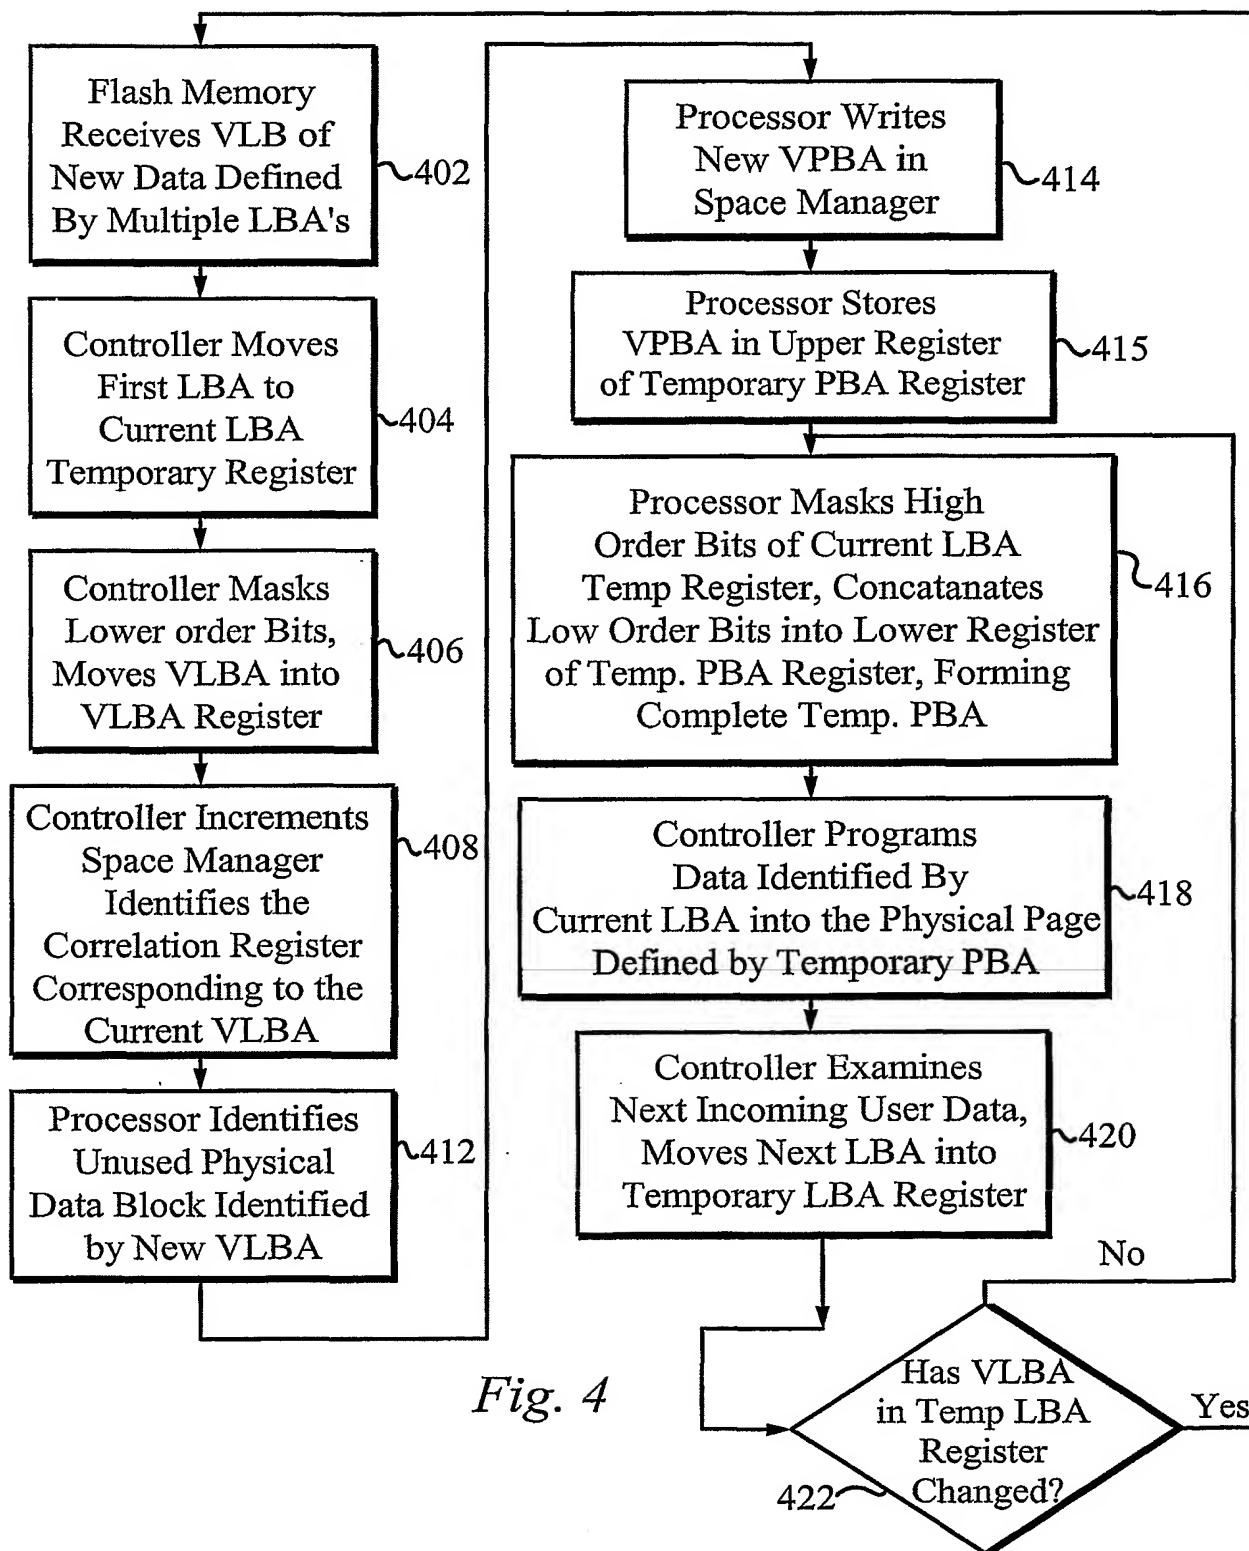 Flash Memory
Receives VLB of
New Data Defined
By Multiple LBA's
402
Controller Moves
First LBA to
Current LBA
Temporary Register
404
Controller Masks
Lower order Bits,
Moves VLBA into
VLBA Register
406
Controller Increments
Space Manager
Identifies the
Correlation Register
Corresponding to the
Current VLBA
408
Processor Identifies
Unused Physical
Data Block Identified
by New VLBA
412
Processor Writes
New VPBA in
Space Manager
414
Processor Stores
VPBA in Upper Register
of Temporary PBA Register
415
Processor Masks High
Order Bits of Current LBA
Temp Register, Concatanates
Low Order Bits into Lower Register
of Temp. PBA Register, Forming
Complete Temp. PBA
416
Controller Programs
Data Identified By
Current LBA into the Physical Page
Defined by Temporary PBA
418
Controller Examines
Next Incoming User Data,
Moves Next LBA into
Temporary LBA Register
420
No
Has VLBA
in Temp LBA
Register
Changed?
Yes
422
Fig. 4